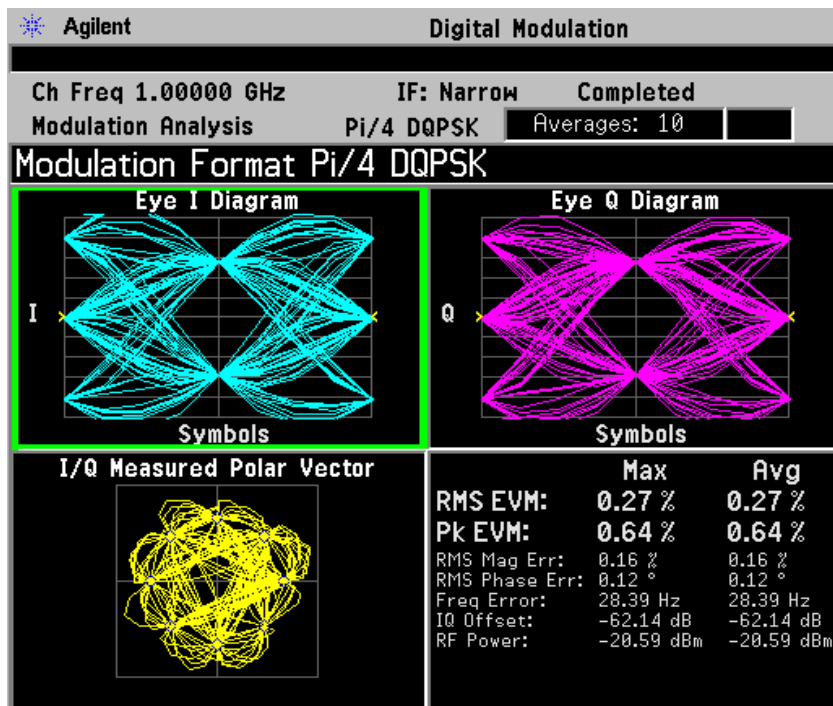 Agilent Digital Modulation
Ch Freq 1.00000 GHz IF: Narrow Completed
Modulation Analysis Pi/4 DQPSK Averages: 10
Modulation Format Pi/4 DQPSK
Eye I Diagram
I
Symbols
Eye Q Diagram
Q
Symbols
I/Q Measured Polar Vector
Max Avg
RMS EVM: 0.27 % 0.27 %
Pk EVM: 0.64 % 0.64 %
RMS Mag Err: 0.16 % 0.16 %
RMS Phase Err: 0.12 ° 0.12 °
Freq Error: 28.39 Hz 28.39 Hz
IQ Offset: -62.14 dB -62.14 dB
RF Power: -20.59 dBm -20.59 dBm